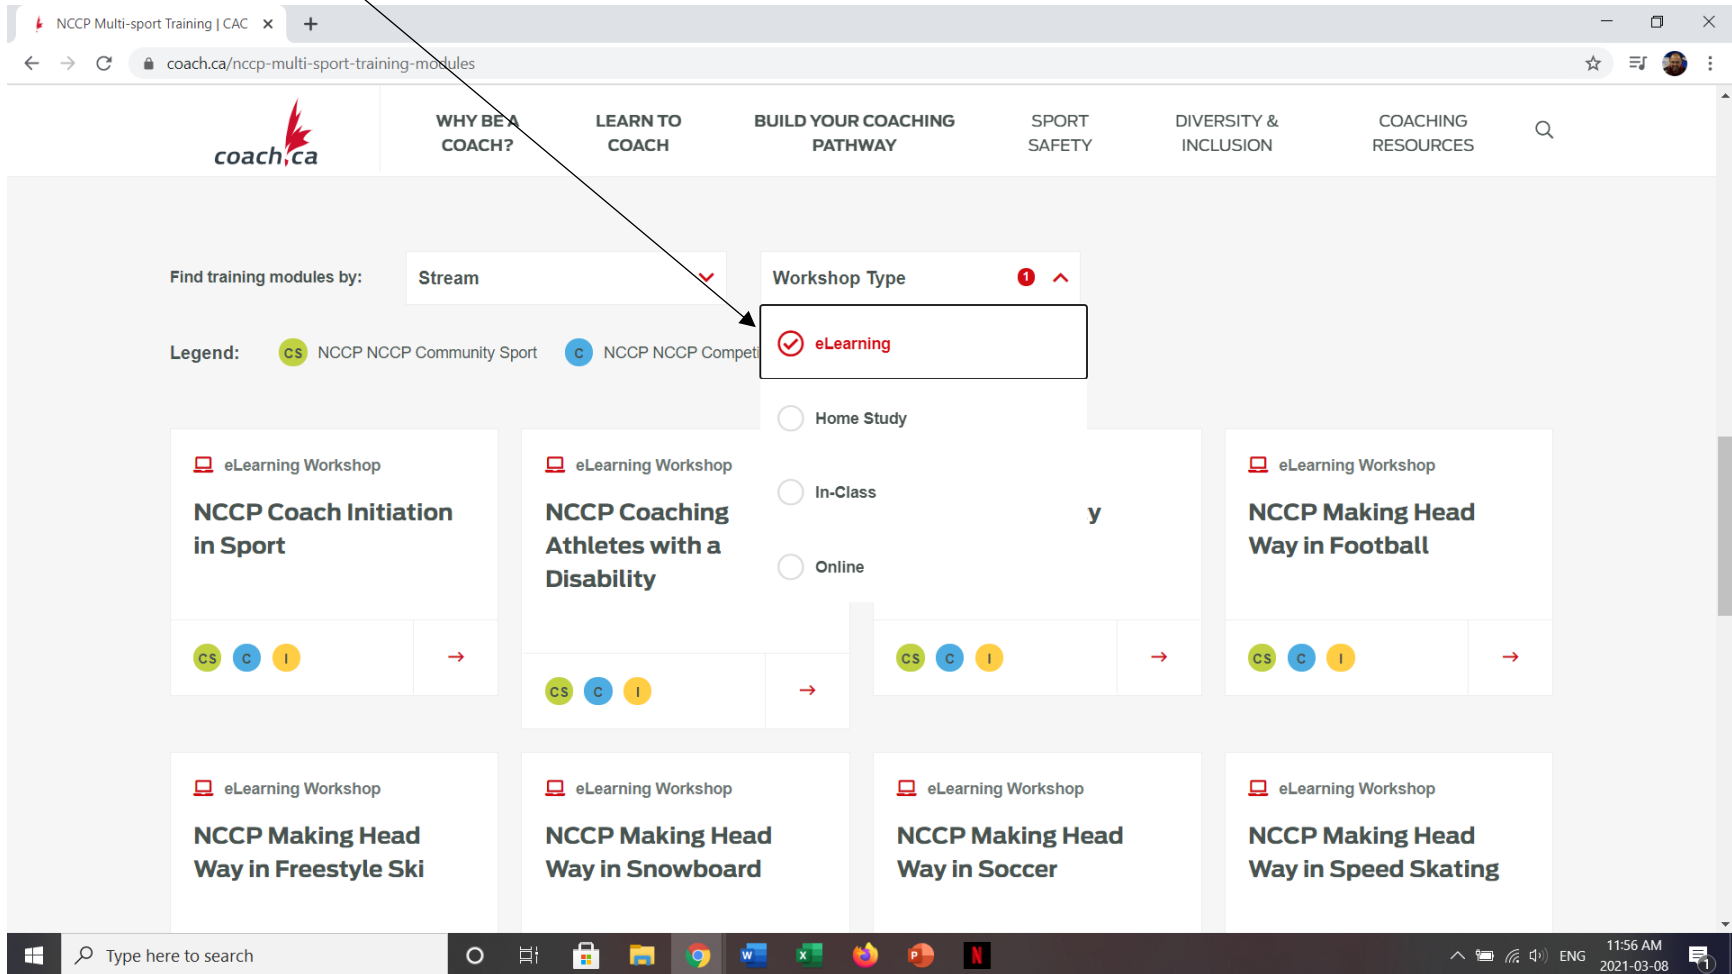 NCCP Multi-sport Training | CAC
coach.ca/nccp-multi-sport-training-modules
coach.ca
WHY BE A
COACH?
LEARN TO
COACH
BUILD YOUR COACHING
PATHWAY
SPORT
SAFETY
DIVERSITY &
INCLUSION
COACHING
RESOURCES
Find training modules by:
Stream
Workshop Type
1
Legend:
CS NCCP NCCP Community Sport
C NCCP NCCP Competi
eLearning
Home Study
In-Class
Online
eLearning Workshop
NCCP Coach Initiation
in Sport
CS C I
eLearning Workshop
NCCP Coaching
Athletes with a
Disability
CS C I
y
CS C I
eLearning Workshop
NCCP Making Head
Way in Football
CS C I
eLearning Workshop
NCCP Making Head
Way in Freestyle Ski
eLearning Workshop
NCCP Making Head
Way in Snowboard
eLearning Workshop
NCCP Making Head
Way in Soccer
eLearning Workshop
NCCP Making Head
Way in Speed Skating
Type here to search
W
X
P
N
ENG
11:56 AM
2021-03-08
1